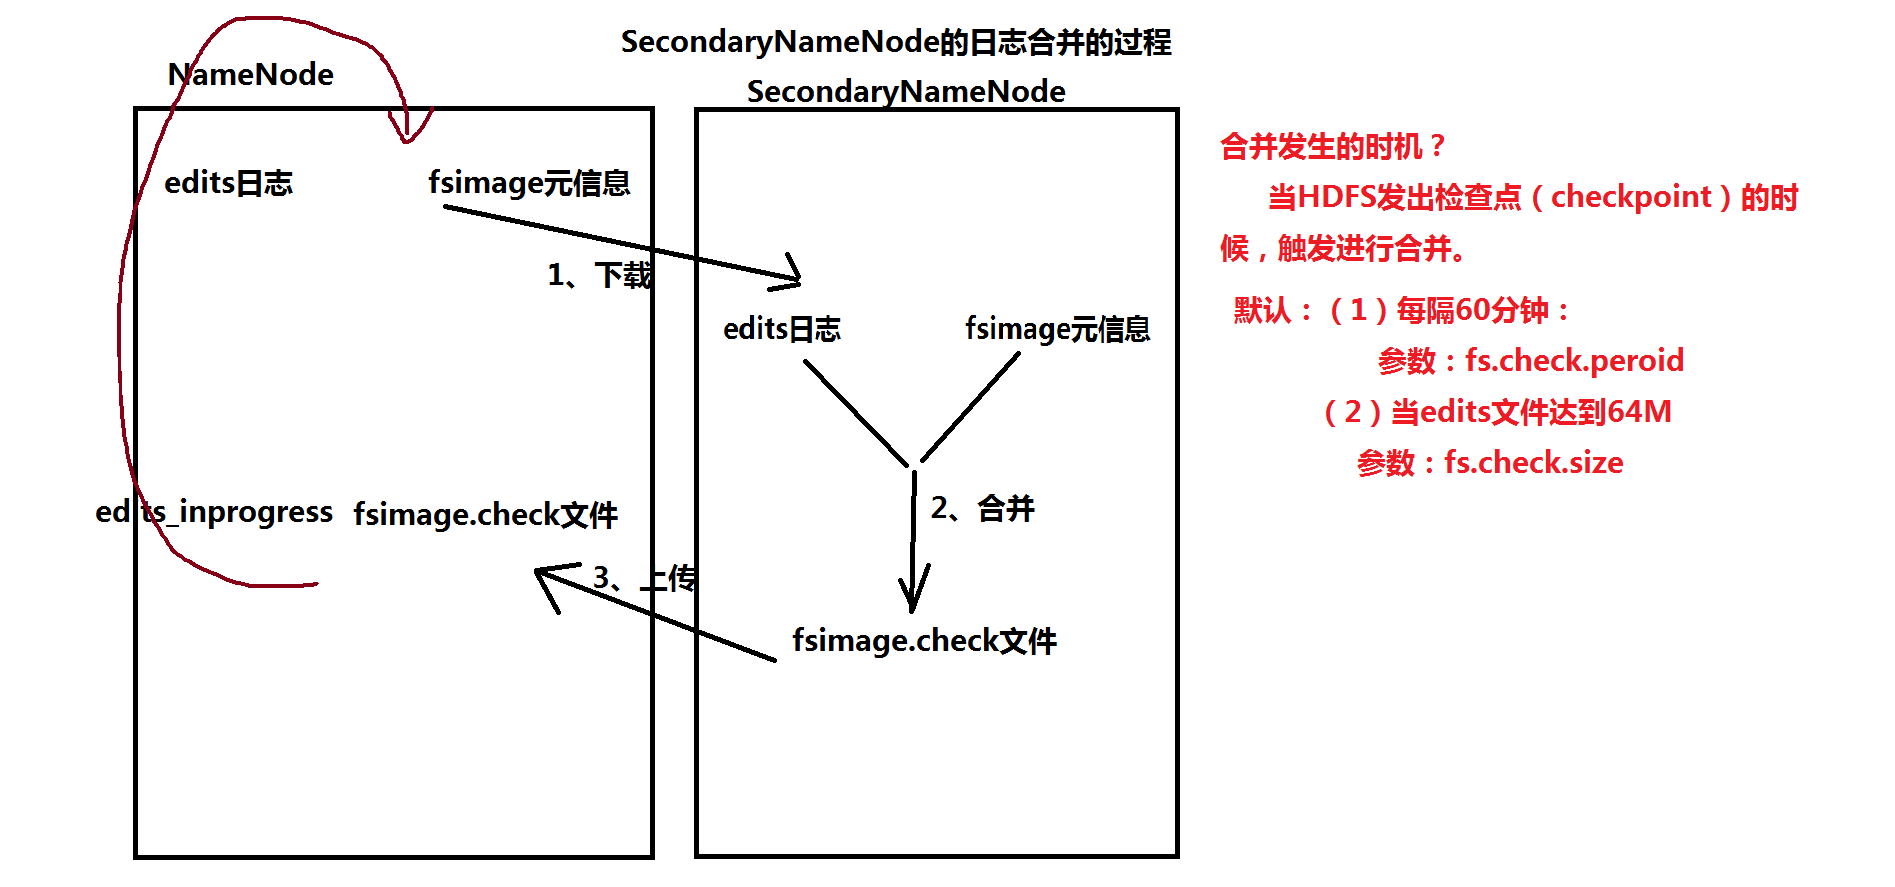 SecondaryNameNode的日志合并的过程
NameNode
SecondaryNameNode
edits日志
fsimage元信息
1、下载
edits日志
fsimage元信息
2、合并
edits_inprogress
fsimage.check文件
3、上传
fsimage.check文件
合并发生的时机？
当HDFS发出检查点（checkpoint）的时
候，触发进行合并。
默认：（1）每隔60分钟：
参数：fs.check.peroid
（2）当edits文件达到64M
参数：fs.check.size